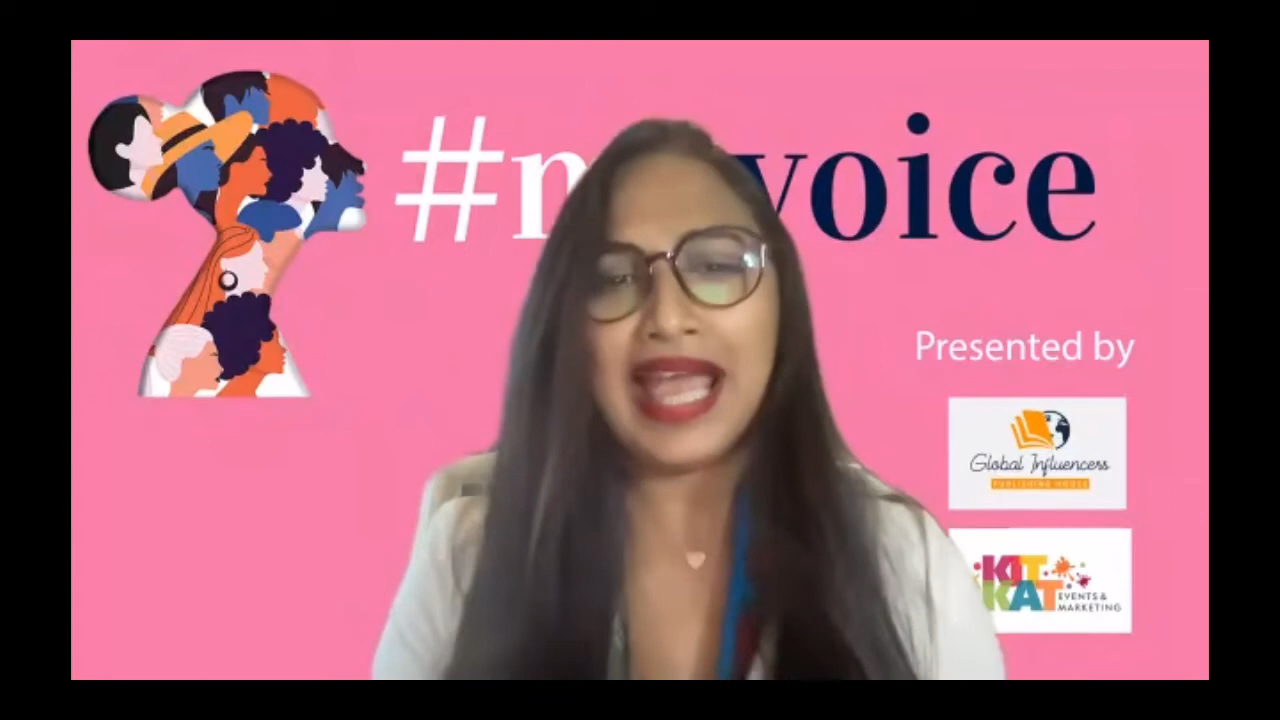 #m voice
Presented by
Global Influencers
PUBLISHING HOUSE
KIT
KAT
EVENTS &
MARKETING